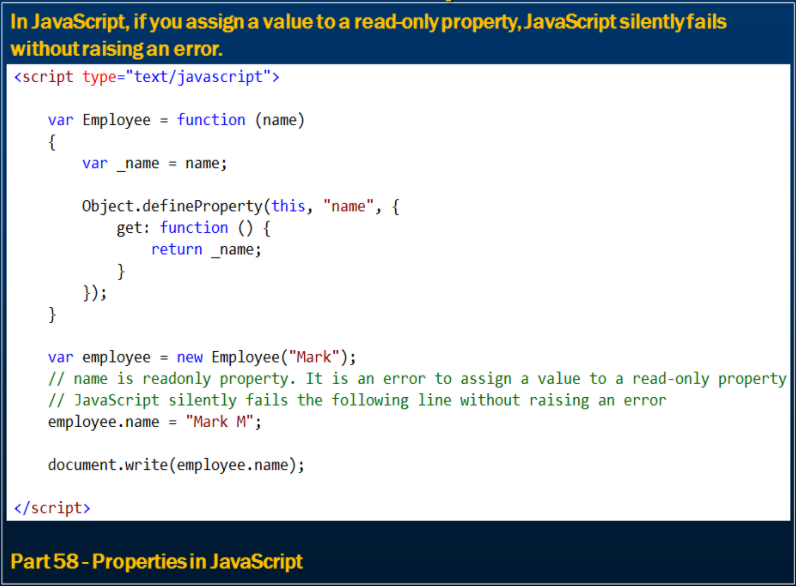 In JavaScript, if you assign a value to a read-only property, JavaScript silently fails
without raising an error.
<script type="text/javascript">
var Employee = function (name)
{
var _name = name;
Object.defineProperty(this, "name", {
get: function () {
return _name;
}
});
}
var employee = new Employee("Mark");
// name is readonly property. It is an error to assign a value to a read-only property
// JavaScript silently fails the following line without raising an error
employee.name = "Mark M";
document.write(employee.name);
</script>
Part 58 - Properties in JavaScript